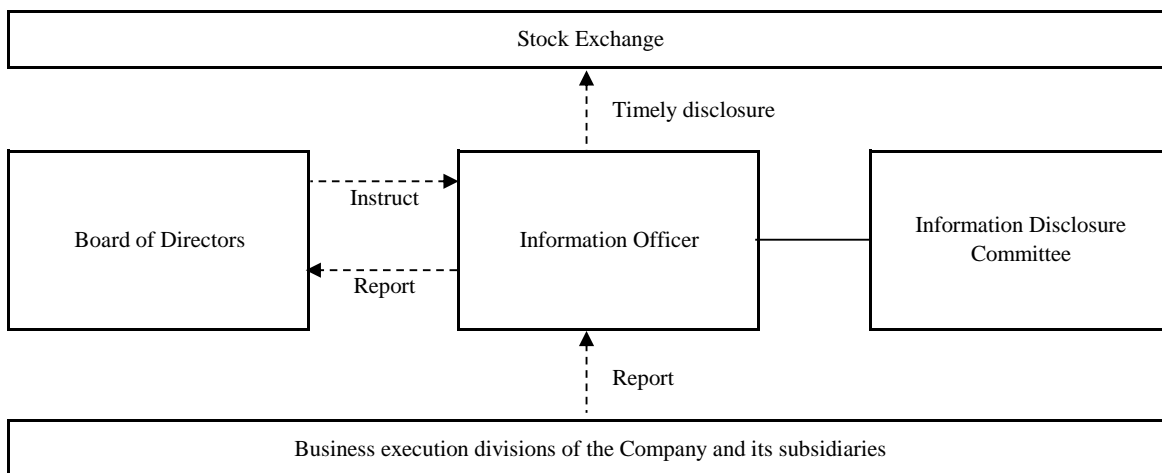 Stock Exchange
Timely disclosure
Instruct
Board of Directors
Information Officer
Information Disclosure
Committee
Report
Report
Business execution divisions of the Company and its subsidiaries